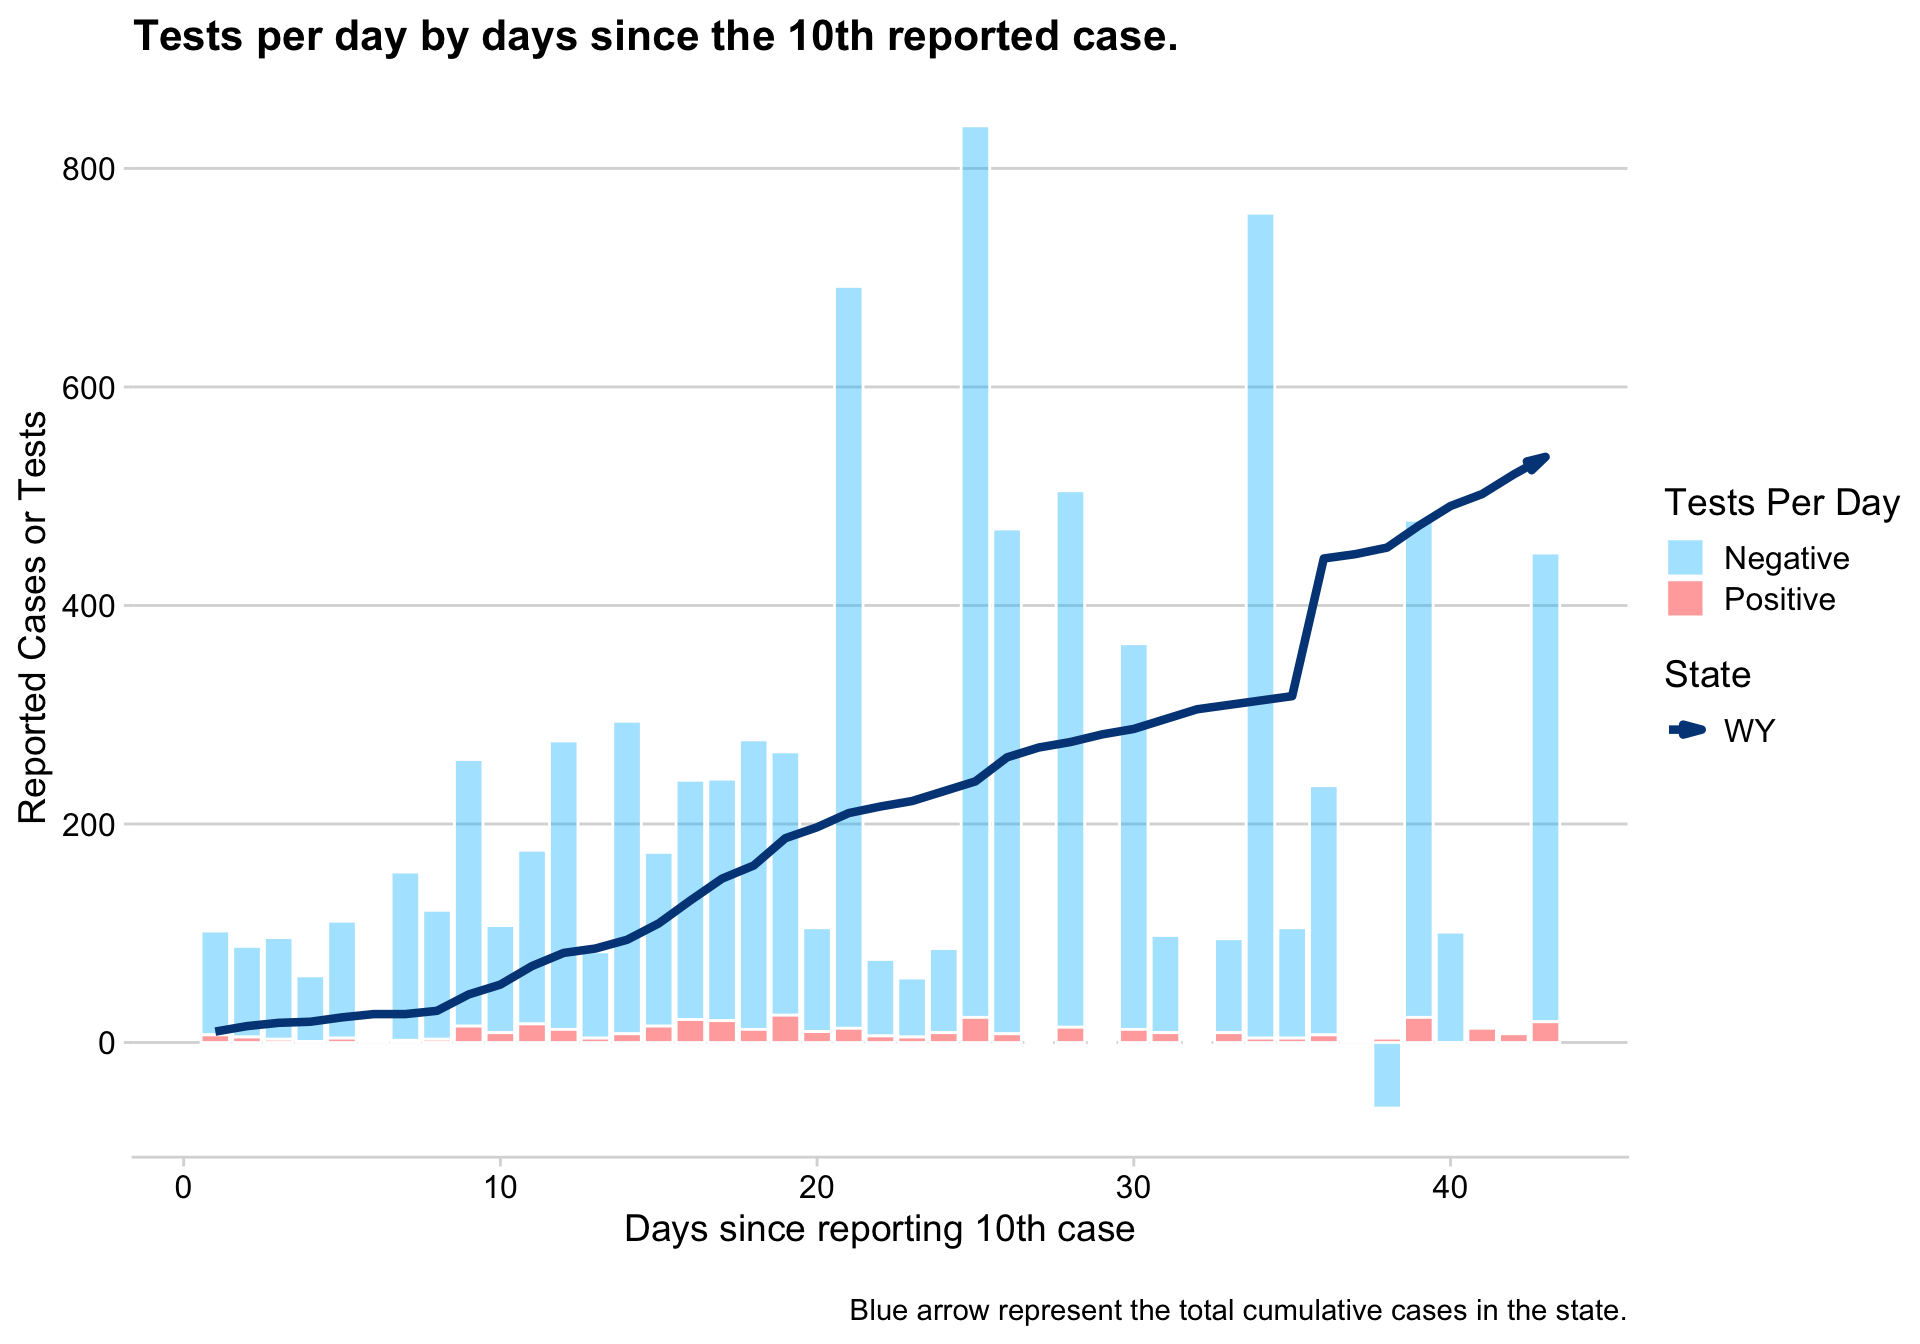 Tests per day by days since the 10th reported case.
800
600
400
200
0
Reported Cases or Tests
0 10 20 30 40
Days since reporting 10th case
Tests Per Day
Negative
Positive
State
WY
Blue arrow represent the total cumulative cases in the state.